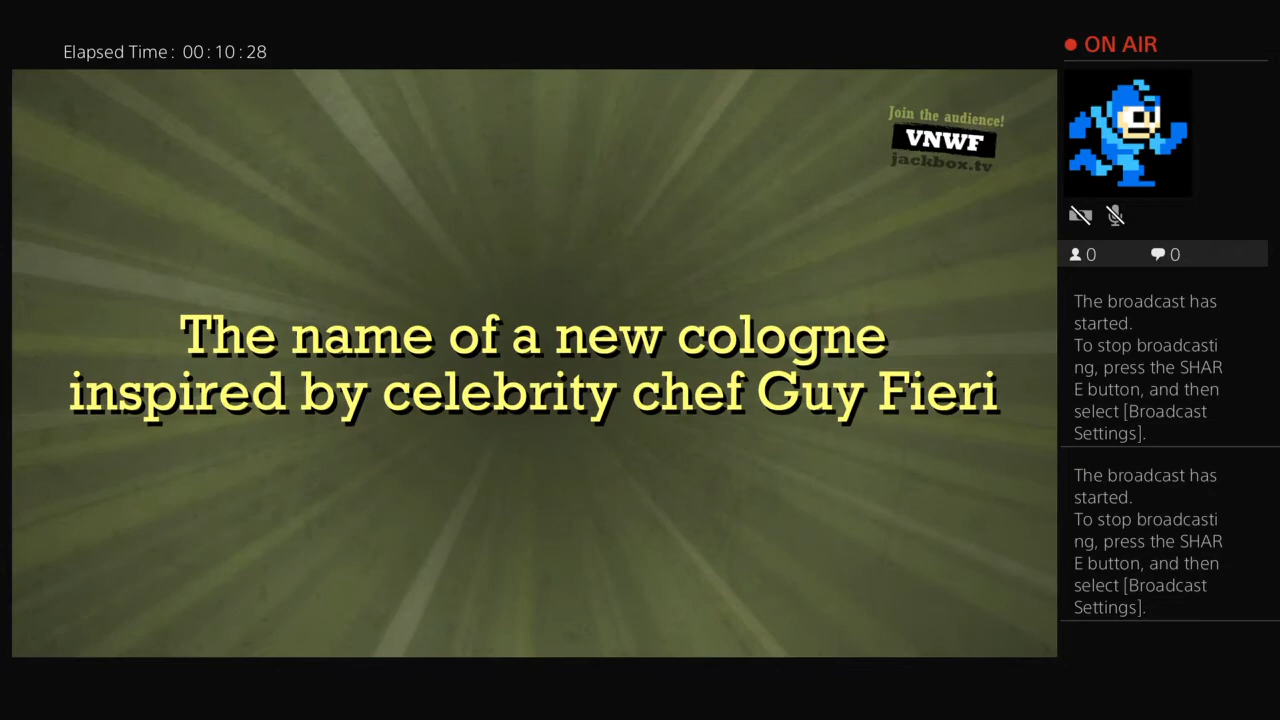 Elapsed Time: 00:10:28
ON AIR
Join the audience!
VNWF
jackbox.tv
The name of a new cologne
inspired by celebrity chef Guy Fieri
0
0
The broadcast has
started.
To stop broadcasti
ng, press the SHAR
E button, and then
select [Broadcast
Settings].
The broadcast has
started.
To stop broadcasti
ng, press the SHAR
E button, and then
select [Broadcast
Settings].